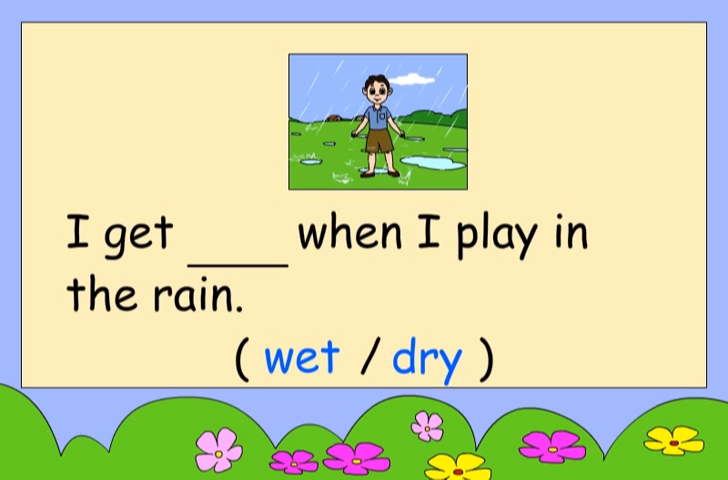 I get ____ when I play in
the rain.
( wet / dry )